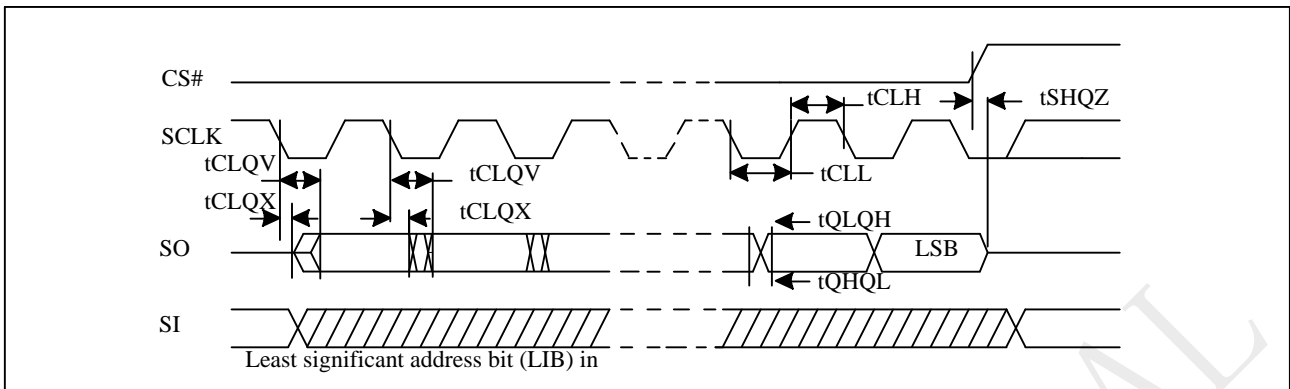 CS#
tCLH
tSHQZ
SCLK
tCLQV
tCLQV
tCLL
tCLQX
tCLQX
tQLQH
SO
LSB
tQHQL
SI
Least significant address bit (LIB) in